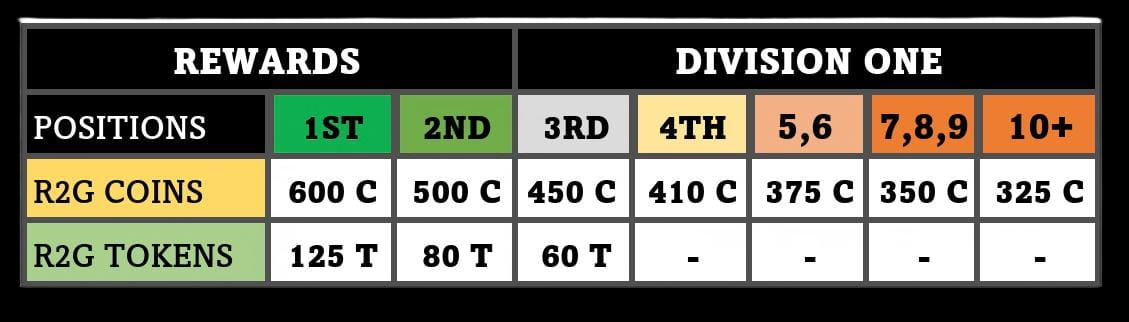 REWARDS DIVISION ONE
POSITIONS 1ST 2ND 3RD 4TH 5,6 7,8,9 10+
R2G COINS 600 C 500 C 450 C 410 C 375 C 350 C 325 C
R2G TOKENS 125 T 80 T 60 T - - - -